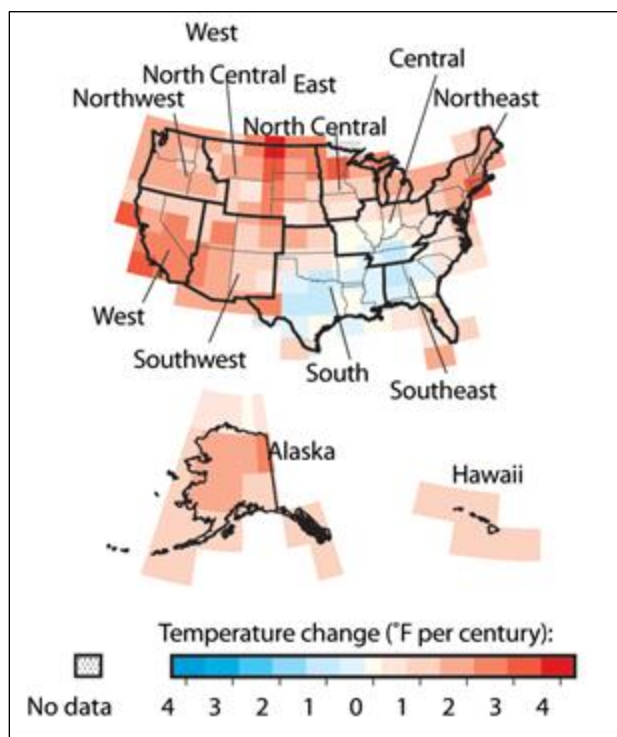 West
North Central
East
Central
Northwest
North Central
Northeast
West
Southwest
South
Southeast
Alaska
Hawaii
Temperature change (˚F per century):
No data
4 3 2 1 0 1 2 3 4